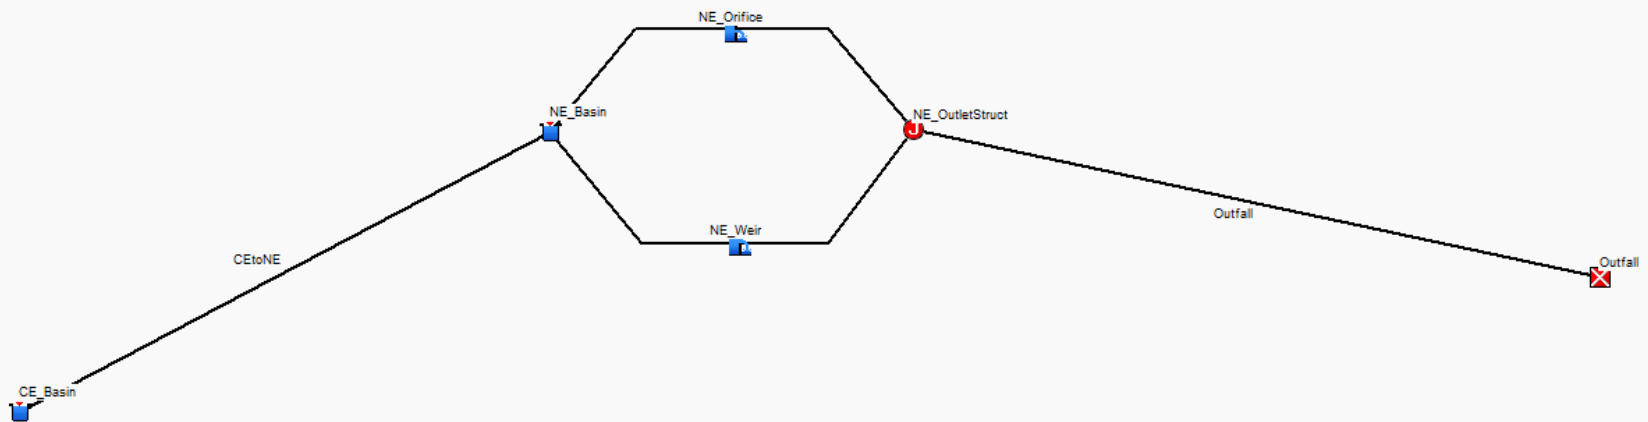 NE_Orifice
NE_Basin
NE_OutletStruct
J
Outfall
NE_Weir
CEtoNE
Outfall
CE_Basin